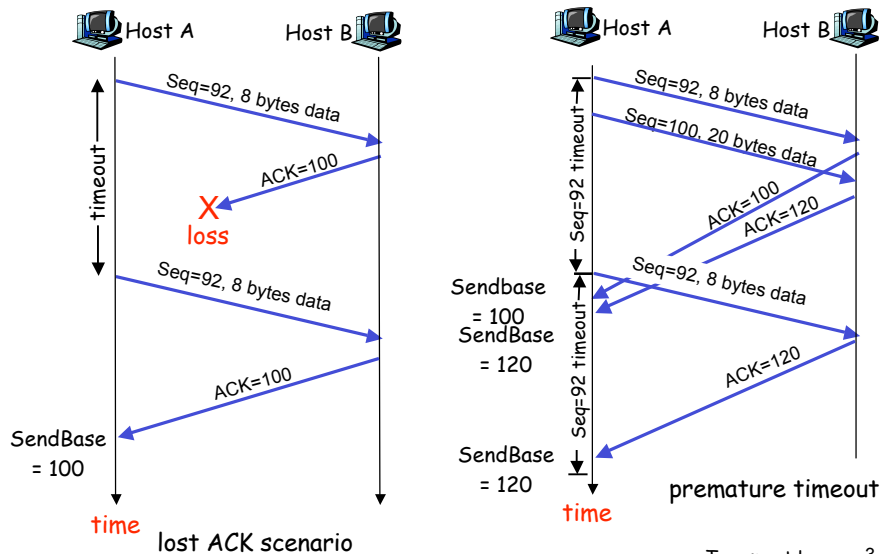 Host A
Host B
Seq=92, 8 bytes data
timeout
ACK=100
X
loss
Seq=92, 8 bytes data
ACK=100
SendBase
= 100
time
lost ACK scenario
Host A
Host B
Seq=92, 8 bytes data
Seq=100, 20 bytes data
Seq=92 timeout
ACK=100
ACK=120
Seq=92, 8 bytes data
Sendbase
= 100
SendBase
= 120
Seq=92 timeout
ACK=120
SendBase
= 120
time
premature timeout